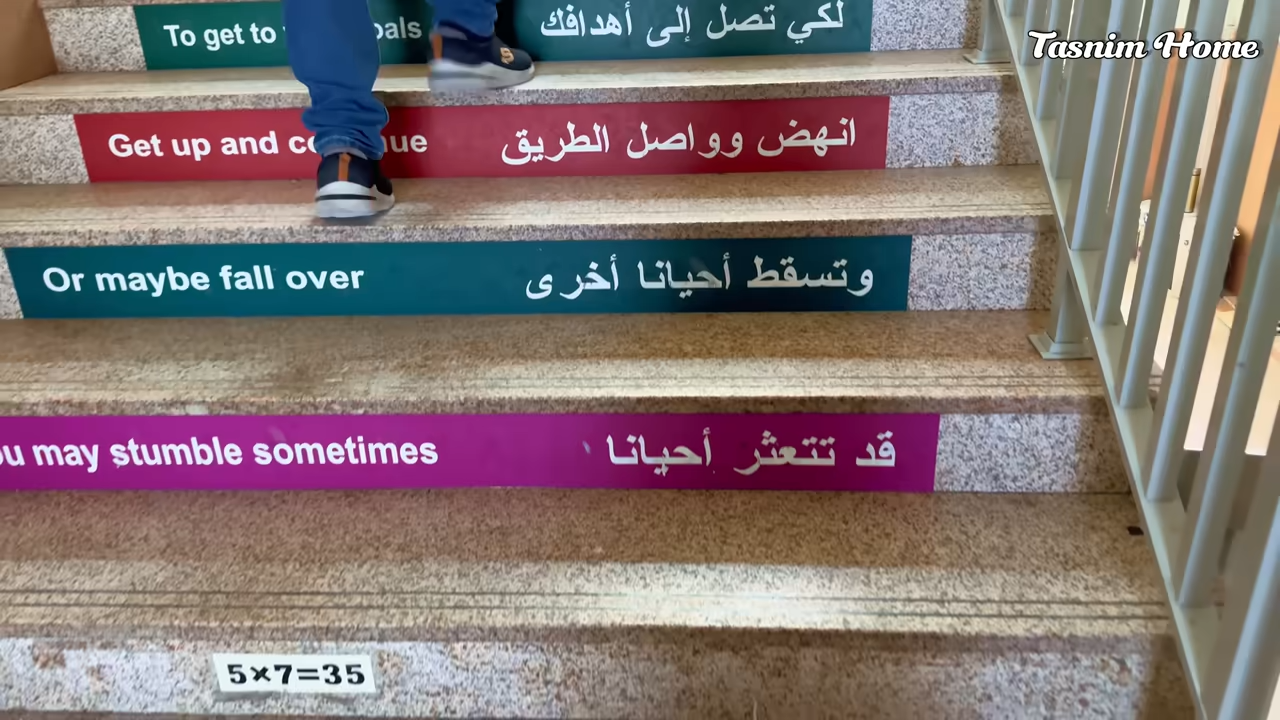 Tasnim Home
To get to لكي تصل إلى أهدافك
Get up and وواصل الطريق انهض
Or maybe fall over وتسقط أحيانا أخرى
may stumble sometimes قد تتعثر أحيانا
5×7=35